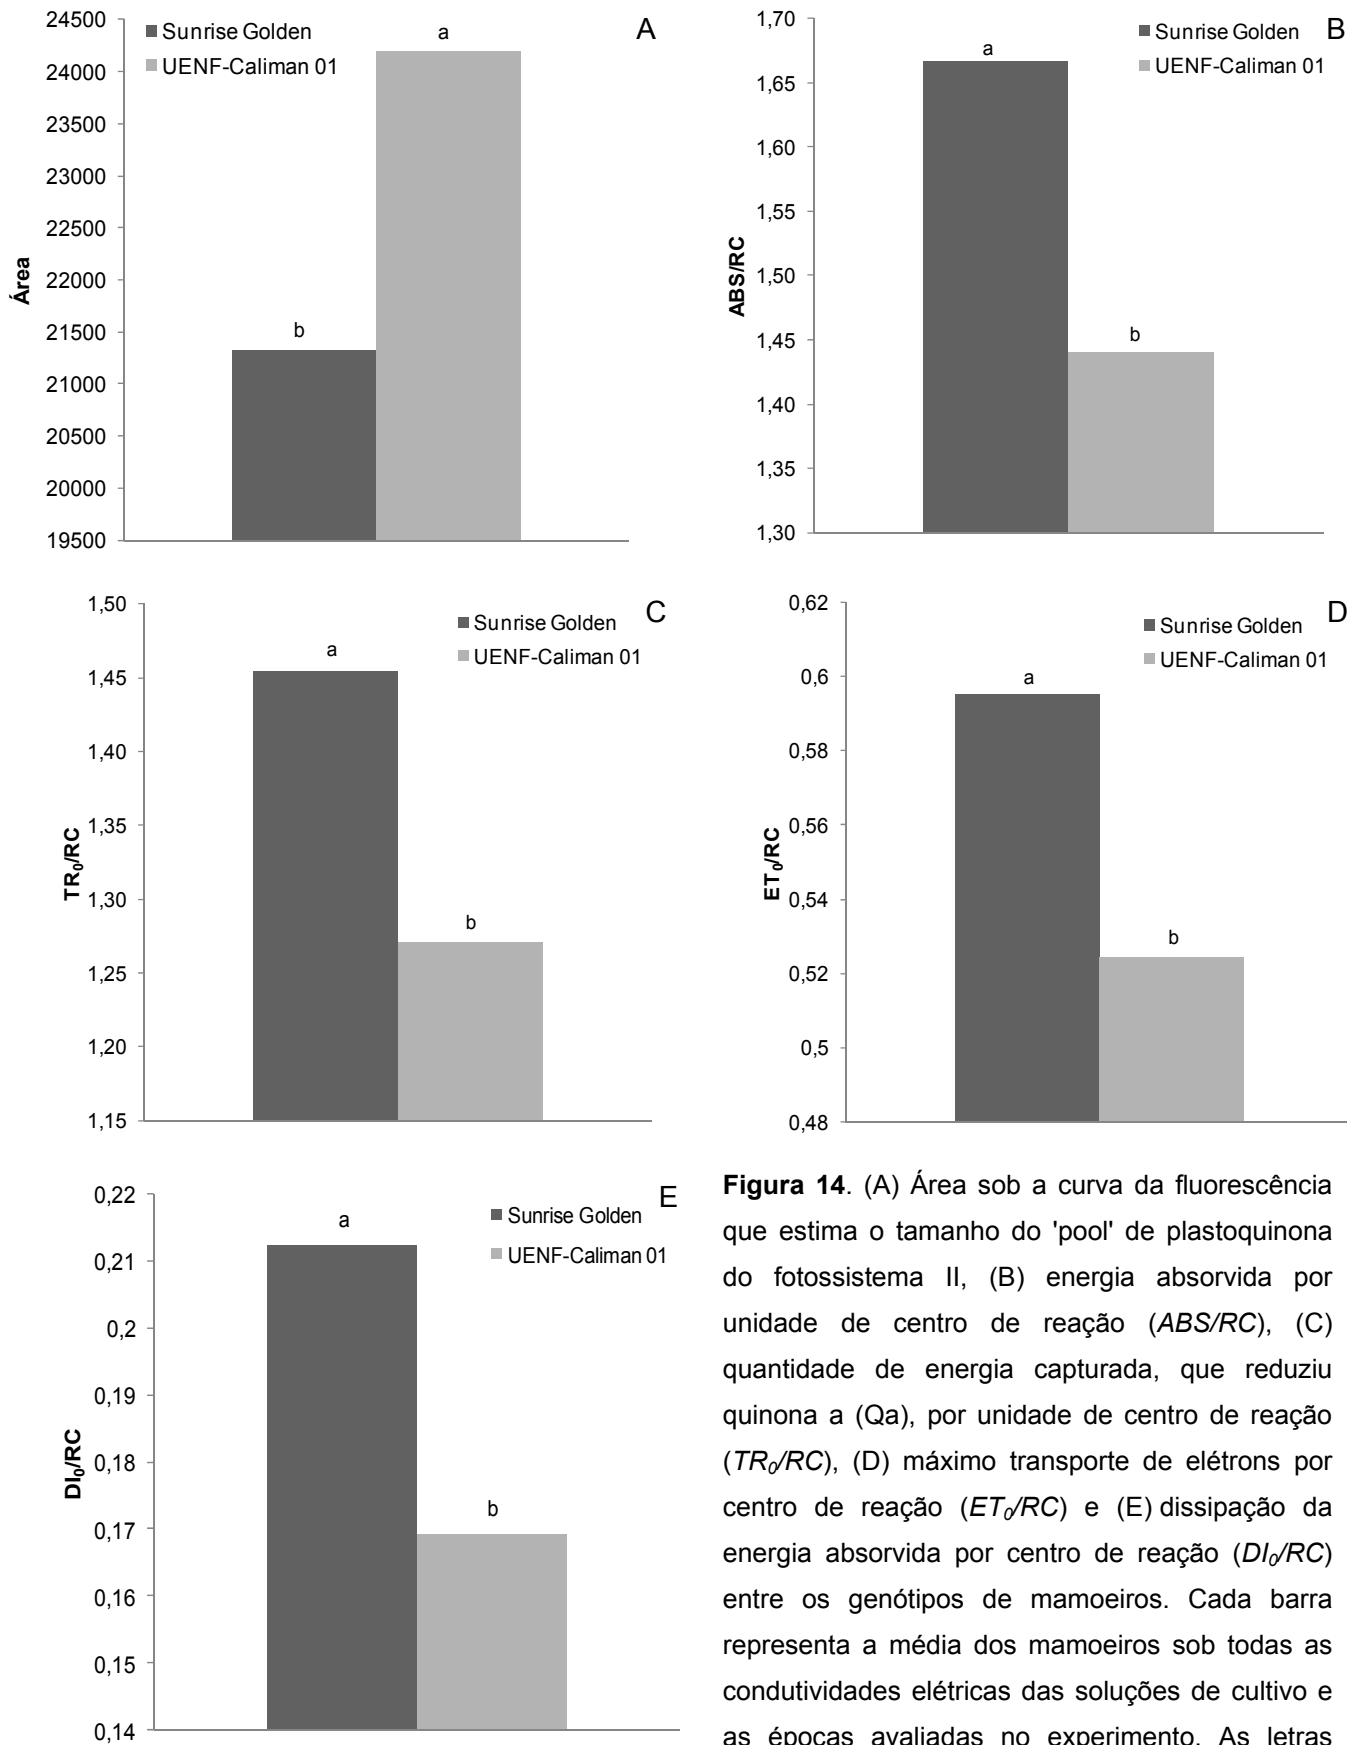 A
Sunrise Golden
UENF-Caliman 01
24500
24000
23500
23000
22500
22000
21500
21000
20500
20000
19500
Área
b
a
B
Sunrise Golden
UENF-Caliman 01
1,70
1,65
1,60
1,55
1,50
1,45
1,40
1,35
1,30
ABS/RC
a
b
C
Sunrise Golden
UENF-Caliman 01
1,50
1,45
1,40
1,35
1,30
1,25
1,20
1,15
TR0/RC
a
b
D
Sunrise Golden
UENF-Caliman 01
0,62
0,6
0,58
0,56
0,54
0,52
0,5
0,48
ET0/RC
a
b
E
Sunrise Golden
UENF-Caliman 01
0,22
0,21
0,2
0,19
0,18
0,17
0,16
0,15
0,14
DI0/RC
a
b
Figura 14. (A) Área sob a curva da fluorescência
que estima o tamanho do 'pool' de plastoquinona
do fotossistema II, (B) energia absorvida por
unidade de centro de reação (ABS/RC), (C)
quantidade de energia capturada, que reduziu
quinona a (Qa), por unidade de centro de reação
(TR0/RC), (D) máximo transporte de elétrons por
centro de reação (ET0/RC) e (E) dissipação da
energia absorvida por centro de reação (DI0/RC)
entre os genótipos de mamoeiros. Cada barra
representa a média dos mamoeiros sob todas as
condutividades elétricas das soluções de cultivo e
as épocas avaliadas no experimento. As letras